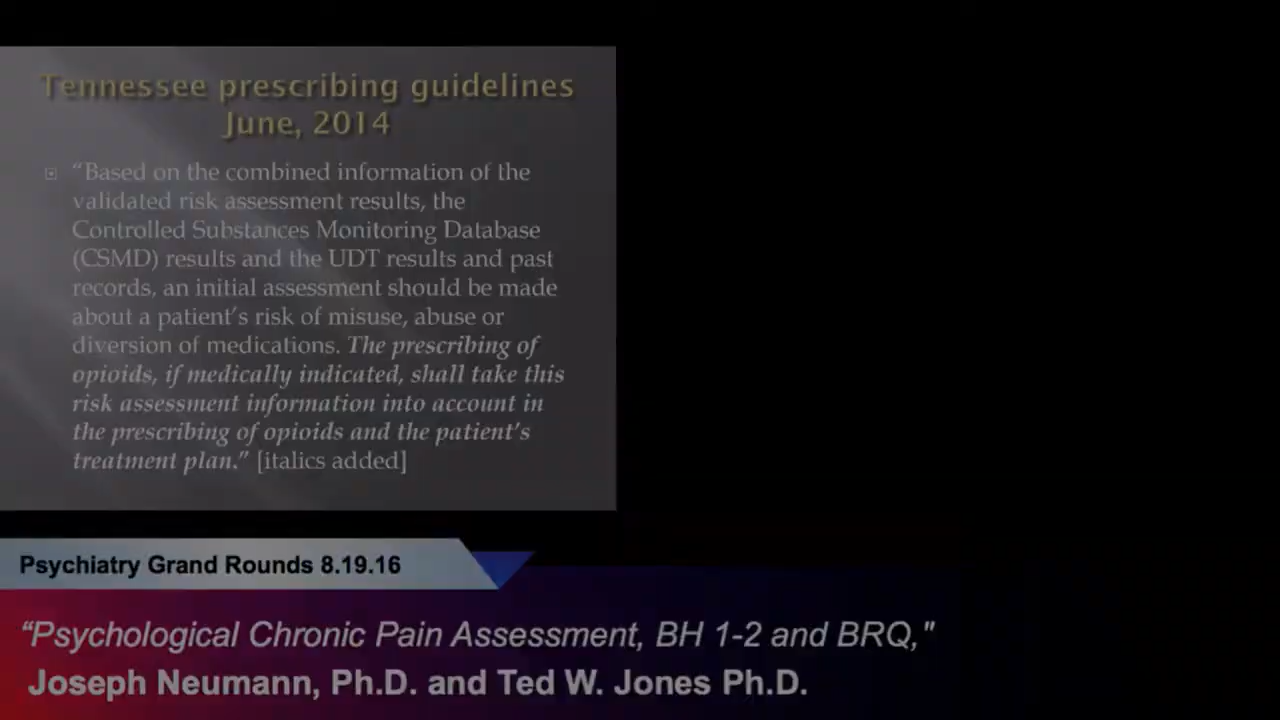 Tennessee prescribing guidelines
June, 2014
“Based on the combined information of the
validated risk assessment results, the
Controlled Substances Monitoring Database
(CSMD) results and the UDT results and past
records, an initial assessment should be made
about a patient’s risk of misuse, abuse or
diversion of medications. The prescribing of
opioids, if medically indicated, shall take this
risk assessment information into account in
the prescribing of opioids and the patient’s
treatment plan.” [italics added]
Psychiatry Grand Rounds 8.19.16
“Psychological Chronic Pain Assessment, BH 1-2 and BRQ,"
Joseph Neumann, Ph.D. and Ted W. Jones Ph.D.